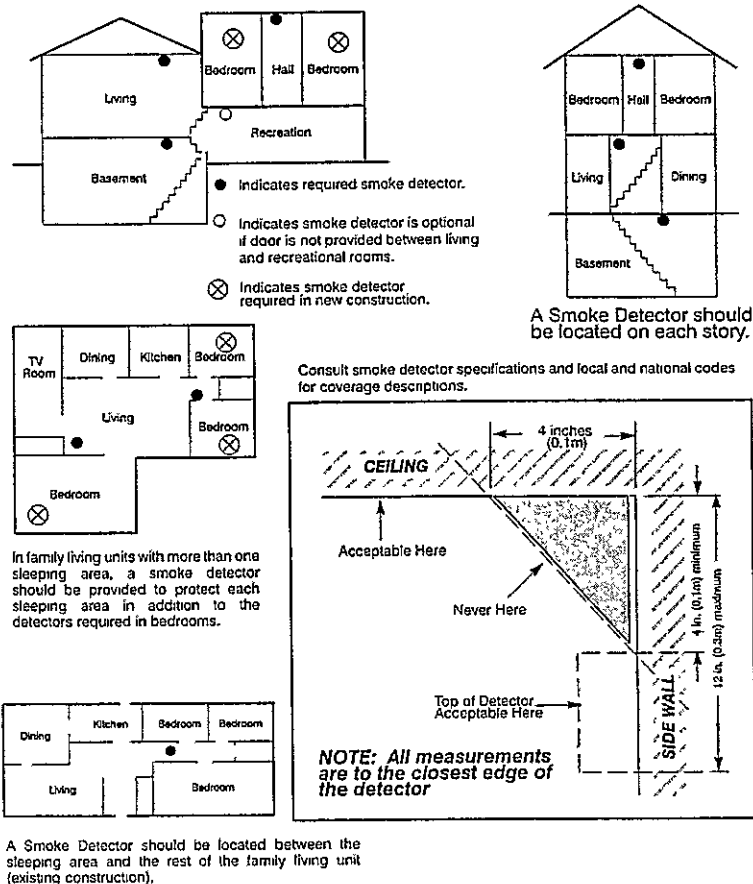 Bedroom Hall Bedroom
Living
Recreation
Basement
● Indicates required smoke detector.
○ Indicates smoke detector is optional
if door is not provided between living
and recreational rooms.
⊗ Indicates smoke detector
required in new construction.
Bedroom Hall Bedroom
Living Dining
Basement
A Smoke Detector should
be located on each story.
TV
Room
Dining Kitchen Bedroom
Living
Bedroom
Bedroom
In family living units with more than one
sleeping area, a smoke detector
should be provided to protect each
sleeping area in addition to the
detectors required in bedrooms.
Consult smoke detector specifications and local and national codes
for coverage descriptions.
4 inches
(0.1m)
CEILING
Acceptable Here
Never Here
4 in. (0.1m) minimum
12 in. (0.3m) maximum
Top of Detector
Acceptable Here
SIDE WALL
NOTE: All measurements
are to the closest edge of
the detector
Kitchen Bedroom Bedroom
Dining
Living Bedroom
A Smoke Detector should be located between the
sleeping area and the rest of the family living unit
(existing construction),